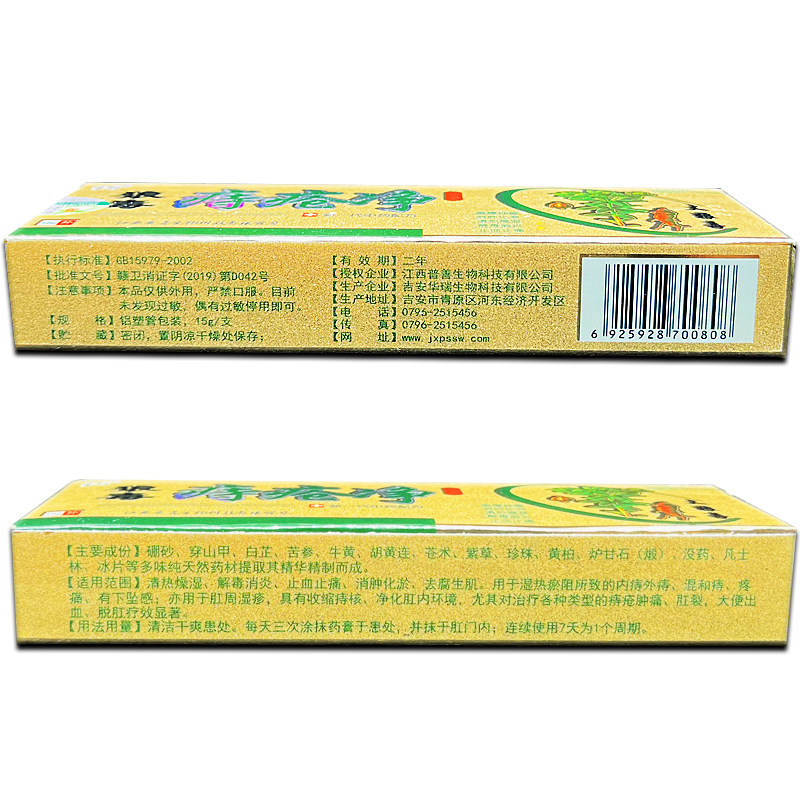 痔疮净
【执行标准】GB15979-2002
【批准文号】赣卫消证字(2019)第D042号
【注意事项】本品仅供外用，严禁口服。目前
未发现过敏，偶有过敏停用即可。
【规 格】铝塑管包装，15g/支
【贮 藏】密闭，置阴凉干燥处保存；
【有 效 期】二年
【授权企业】江西普善生物科技有限公司
【生产企业】吉安华瑞生物科技有限公司
【生产地址】吉安市青原区河东经济开发区
【电 话】0796-2515456
【传 真】0796-2515456
【网 址】www.jxpssw.com
6 925928 700808
痔疮净
【主要成份】硼砂、穿山甲、白芷、苦参、牛黄、胡黄连、苍术、紫草、珍珠、黄柏、炉甘石（煅）、没药、凡士
林、冰片等多味纯天然药材提取其精华精制而成。
【适用范围】清热燥湿、解毒消炎、止血止痛、消肿化淤、去腐生肌。用于湿热瘀阻所致的内痔外痔、混和痔、疼
痛、有下坠感；亦用于肛周湿疹，具有收缩痔核、净化肛内环境，尤其对治疗各种类型的痔疮肿痛、肛裂，大便出
血、脱肛疗效显著。
【用法用量】清洁干爽患处。每天三次涂抹药膏于患处，并抹于肛门内；连续使用7天为1个周期。